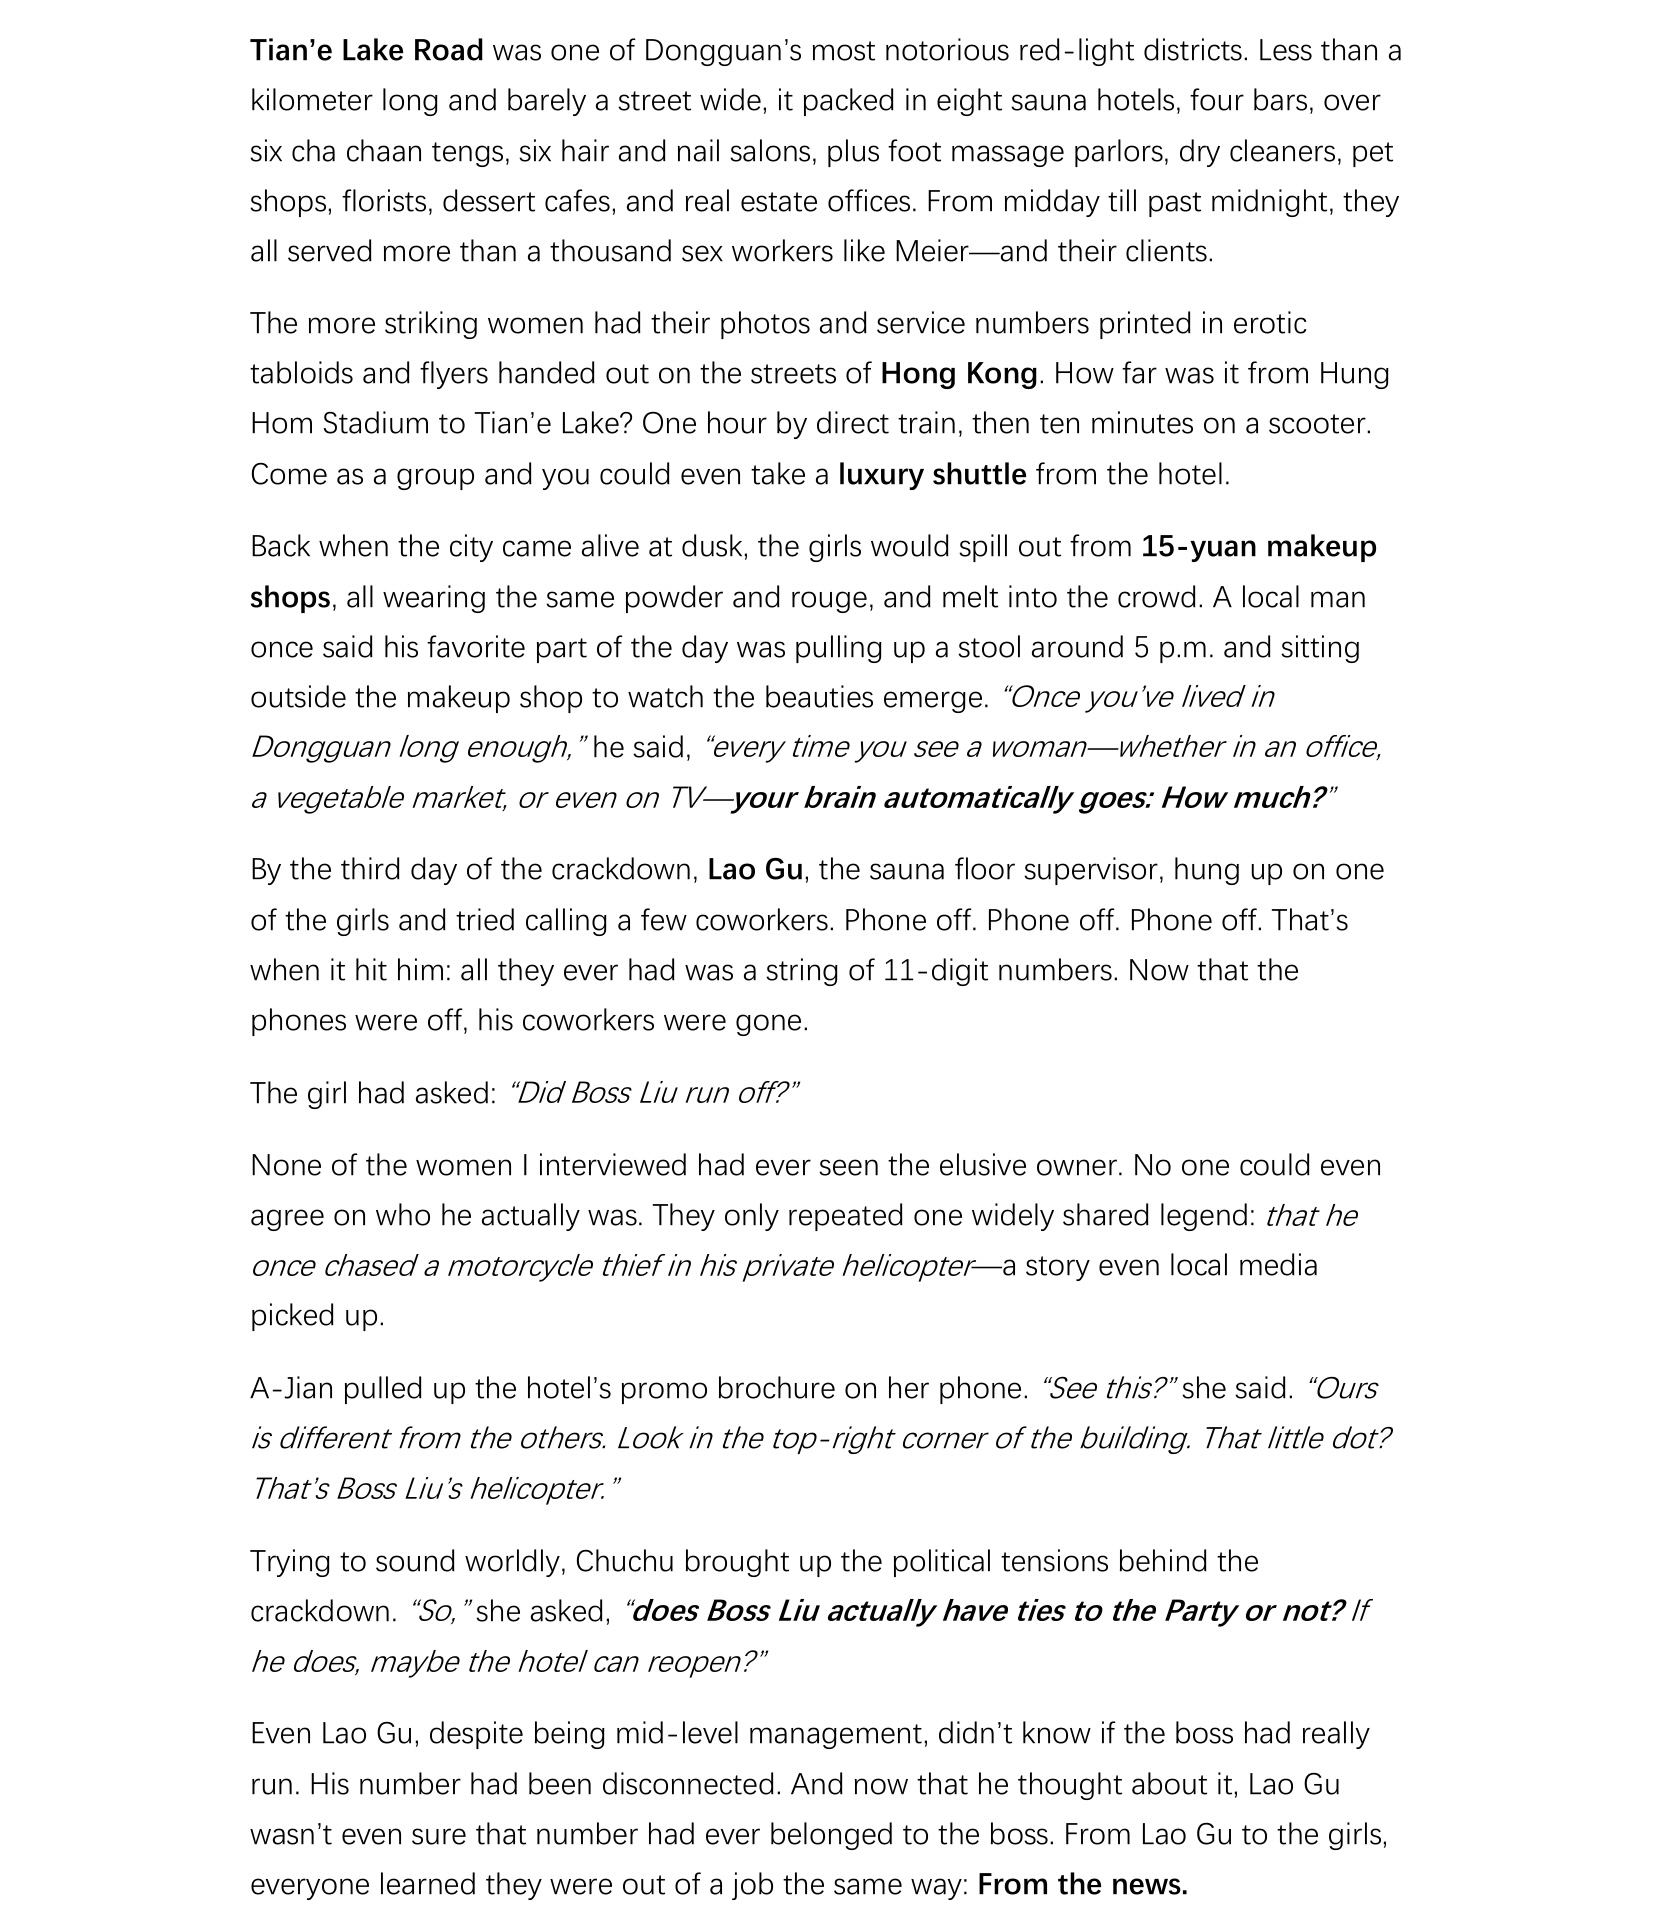 Tian’e Lake Road was one of Dongguan’s most notorious red-light districts. Less than a
kilometer long and barely a street wide, it packed in eight sauna hotels, four bars, over
six cha chaan tengs, six hair and nail salons, plus foot massage parlors, dry cleaners, pet
shops, florists, dessert cafes, and real estate offices. From midday till past midnight, they
all served more than a thousand sex workers like Meier—and their clients.
The more striking women had their photos and service numbers printed in erotic
tabloids and flyers handed out on the streets of Hong Kong. How far was it from Hung
Hom Stadium to Tian’e Lake? One hour by direct train, then ten minutes on a scooter.
Come as a group and you could even take a luxury shuttle from the hotel.
Back when the city came alive at dusk, the girls would spill out from 15-yuan makeup
shops, all wearing the same powder and rouge, and melt into the crowd. A local man
once said his favorite part of the day was pulling up a stool around 5 p.m. and sitting
outside the makeup shop to watch the beauties emerge. “Once you’ve lived in
Dongguan long enough,” he said, “every time you see a woman—whether in an office,
a vegetable market, or even on TV—your brain automatically goes: How much?”
By the third day of the crackdown, Lao Gu, the sauna floor supervisor, hung up on one
of the girls and tried calling a few coworkers. Phone off. Phone off. Phone off. That’s
when it hit him: all they ever had was a string of 11-digit numbers. Now that the
phones were off, his coworkers were gone.
The girl had asked: “Did Boss Liu run off?”
None of the women I interviewed had ever seen the elusive owner. No one could even
agree on who he actually was. They only repeated one widely shared legend: that he
once chased a motorcycle thief in his private helicopter—a story even local media
picked up.
A-Jian pulled up the hotel’s promo brochure on her phone. “See this?” she said. “Ours
is different from the others. Look in the top-right corner of the building. That little dot?
That’s Boss Liu’s helicopter.”
Trying to sound worldly, Chuchu brought up the political tensions behind the
crackdown. “So,” she asked, “does Boss Liu actually have ties to the Party or not? If
he does, maybe the hotel can reopen?”
Even Lao Gu, despite being mid-level management, didn’t know if the boss had really
run. His number had been disconnected. And now that he thought about it, Lao Gu
wasn’t even sure that number had ever belonged to the boss. From Lao Gu to the girls,
everyone learned they were out of a job the same way: From the news.